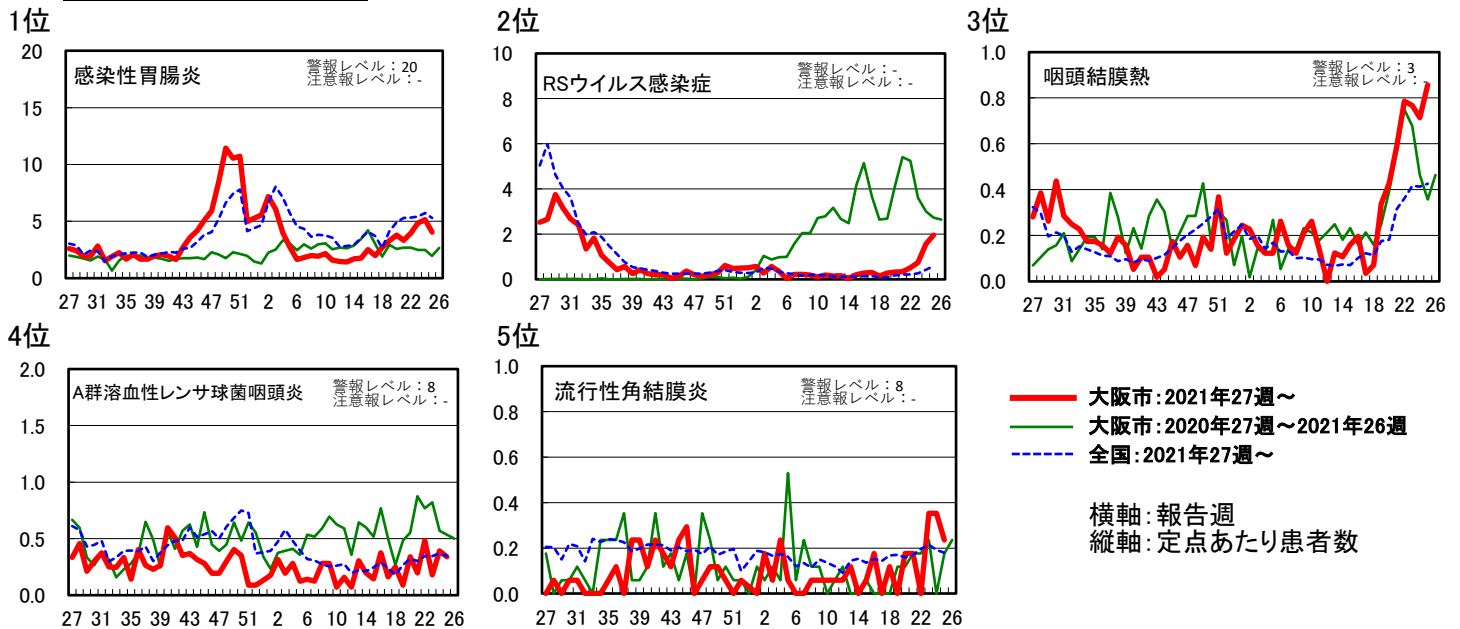 1位
感染性胃腸炎
警報レベル：20
注意報レベル：-
20
15
10
5
0
27 31 35 39 43 47 51 2 6 10 14 18 22 26
2位
RSウイルス感染症
警報レベル：-
注意報レベル：-
10
8
6
4
2
0
27 31 35 39 43 47 51 2 6 10 14 18 22 26
3位
咽頭結膜熱
警報レベル：3
注意報レベル：-
1.0
0.8
0.6
0.4
0.2
0.0
27 31 35 39 43 47 51 2 6 10 14 18 22 26
4位
A群溶血性レンサ球菌咽頭炎
警報レベル：8
注意報レベル：-
2.0
1.5
1.0
0.5
0.0
27 31 35 39 43 47 51 2 6 10 14 18 22 26
5位
流行性角結膜炎
警報レベル：8
注意報レベル：-
1.0
0.8
0.6
0.4
0.2
0.0
27 31 35 39 43 47 51 2 6 10 14 18 22 26
大阪市：2021年27週～
大阪市：2020年27週～2021年26週
全国：2021年27週～
横軸：報告週
縦軸：定点あたり患者数